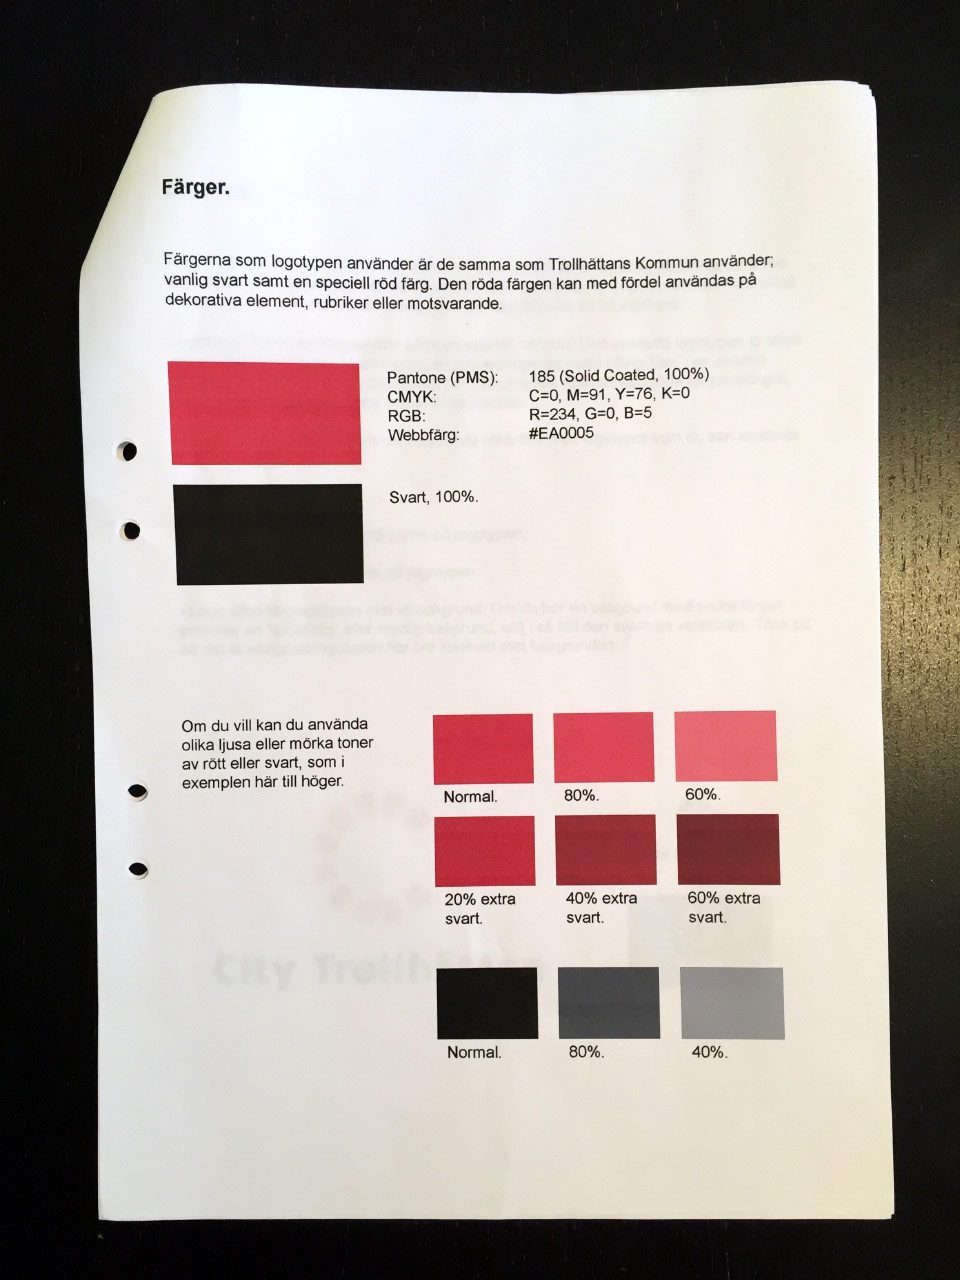 Färger.
Färgerna som logotypen använder är de samma som Trollhättans Kommun använder;
vanlig svart samt en speciell röd färg. Den röda färgen kan med fördel användas på
dekorativa element, rubriker eller motsvarande.
Pantone (PMS): 185 (Solid Coated, 100%)
CMYK: C=0, M=91, Y=76, K=0
RGB: R=234, G=0, B=5
Webbfärg: #EA0005
Svart, 100%.
Om du vill kan du använda
olika ljusa eller mörka toner
av rött eller svart, som i
exemplen här till höger.
Normal. 80%. 60%.
20% extra 40% extra 60% extra
svart. svart. svart.
City Trollhättan
Normal. 80%. 40%.